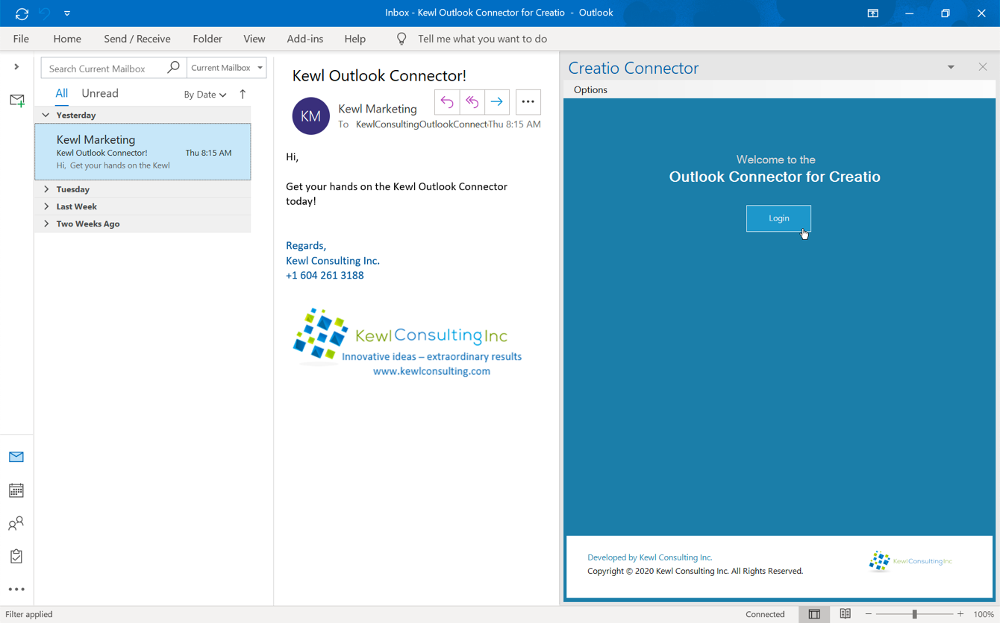 Inbox - Kewl Outlook Connector for Creatio - Outlook
File Home Send / Receive Folder View Add-ins Help Tell me what you want to do
Search Current Mailbox Current Mailbox
All Unread By Date
Yesterday
Kewl Marketing
Kewl Outlook Connector! Thu 8:15 AM
Hi, Get your hands on the Kewl
Tuesday
Last Week
Two Weeks Ago
Kewl Outlook Connector!
KM
Kewl Marketing
To KewlConsultingOutlookConnect Thu 8:15 AM
Hi,
Get your hands on the Kewl Outlook Connector
today!
Regards,
Kewl Consulting Inc.
+1 604 261 3188
KewlConsultingInc
Innovative ideas – extraordinary results
www.kewlconsulting.com
Creatio Connector
Options
Welcome to the
Outlook Connector for Creatio
Login
Developed by Kewl Consulting Inc.
Copyright © 2020 Kewl Consulting Inc. All Rights Reserved.
KewlConsultingInc
Filter applied Connected 100%